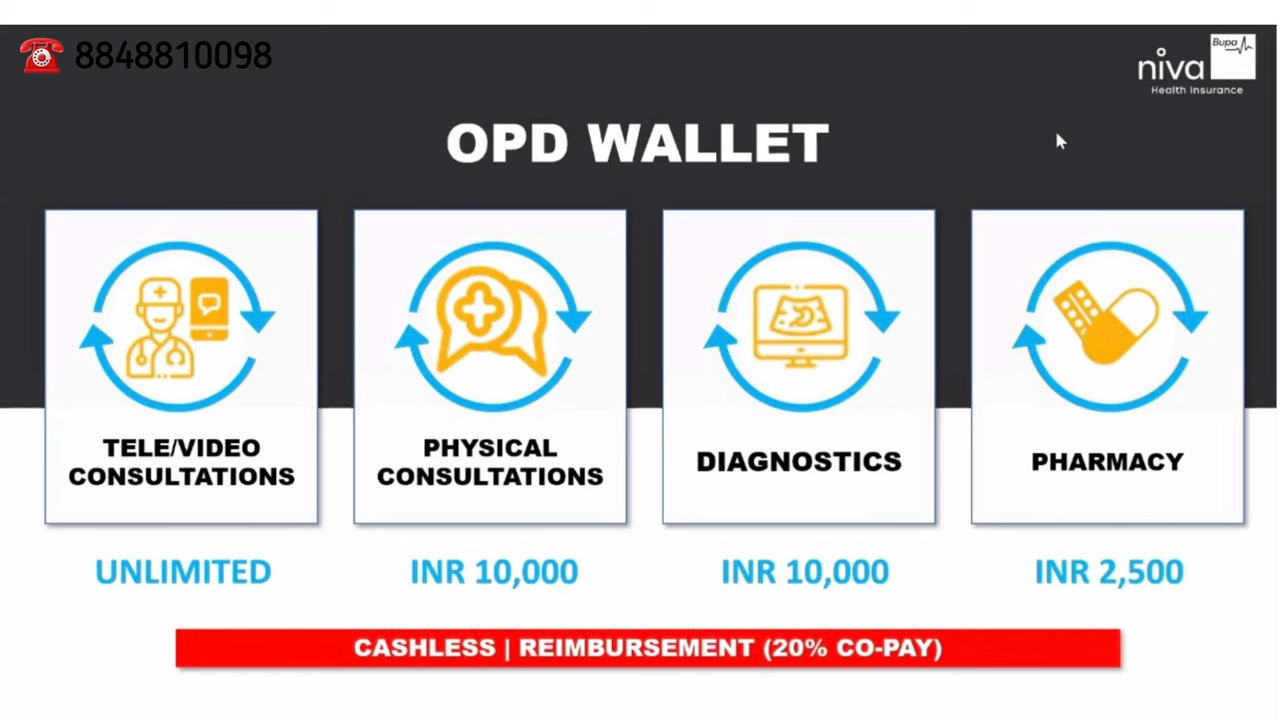 8848810098
Bupa
niva
Health Insurance
OPD WALLET
TELE/VIDEO
CONSULTATIONS
PHYSICAL
CONSULTATIONS
DIAGNOSTICS
PHARMACY
UNLIMITED
INR 10,000
INR 10,000
INR 2,500
CASHLESS | REIMBURSEMENT (20% CO-PAY)